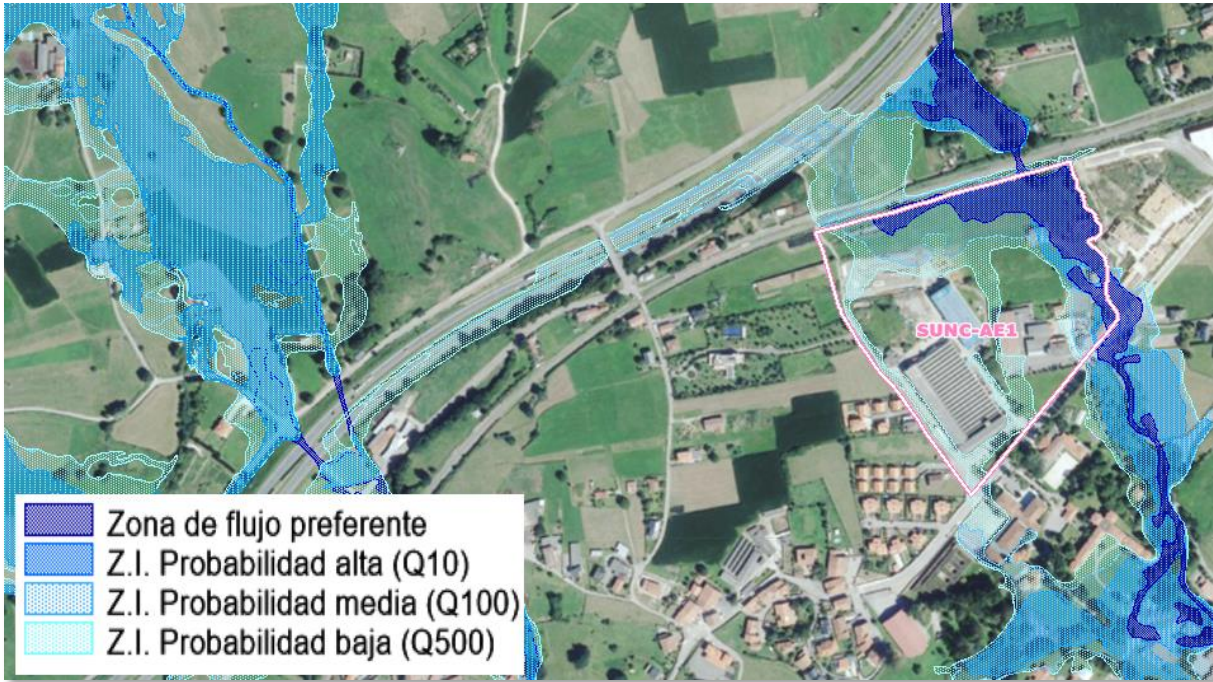 SUNC-AE1
Zona de flujo preferente
Z.I. Probabilidad alta (Q10)
Z.I. Probabilidad media (Q100)
Z.I. Probabilidad baja (Q500)